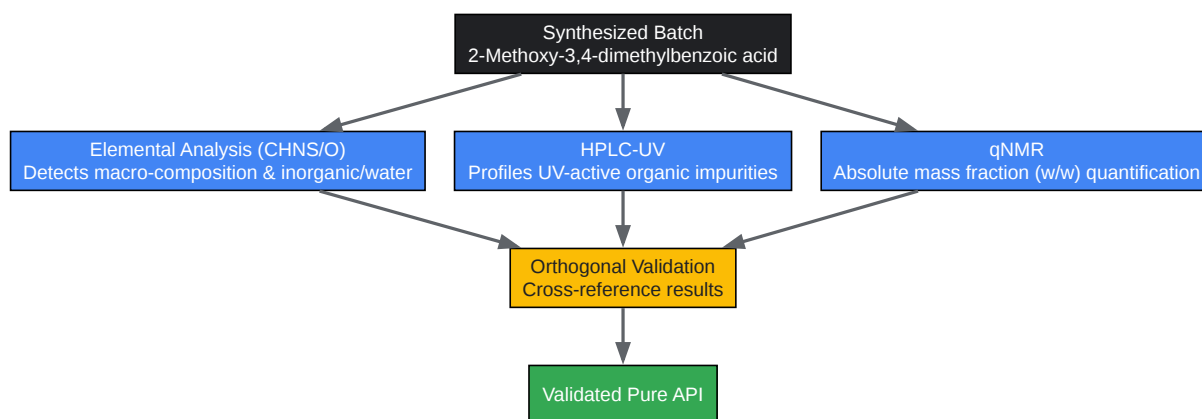 Synthesized Batch
2-Methoxy-3,4-dimethylbenzoic acid
Elemental Analysis (CHNS/O)
Detects macro-composition & inorganic/water
HPLC-UV
Profiles UV-active organic impurities
qNMR
Absolute mass fraction (w/w) quantification
Orthogonal Validation
Cross-reference results
Validated Pure API